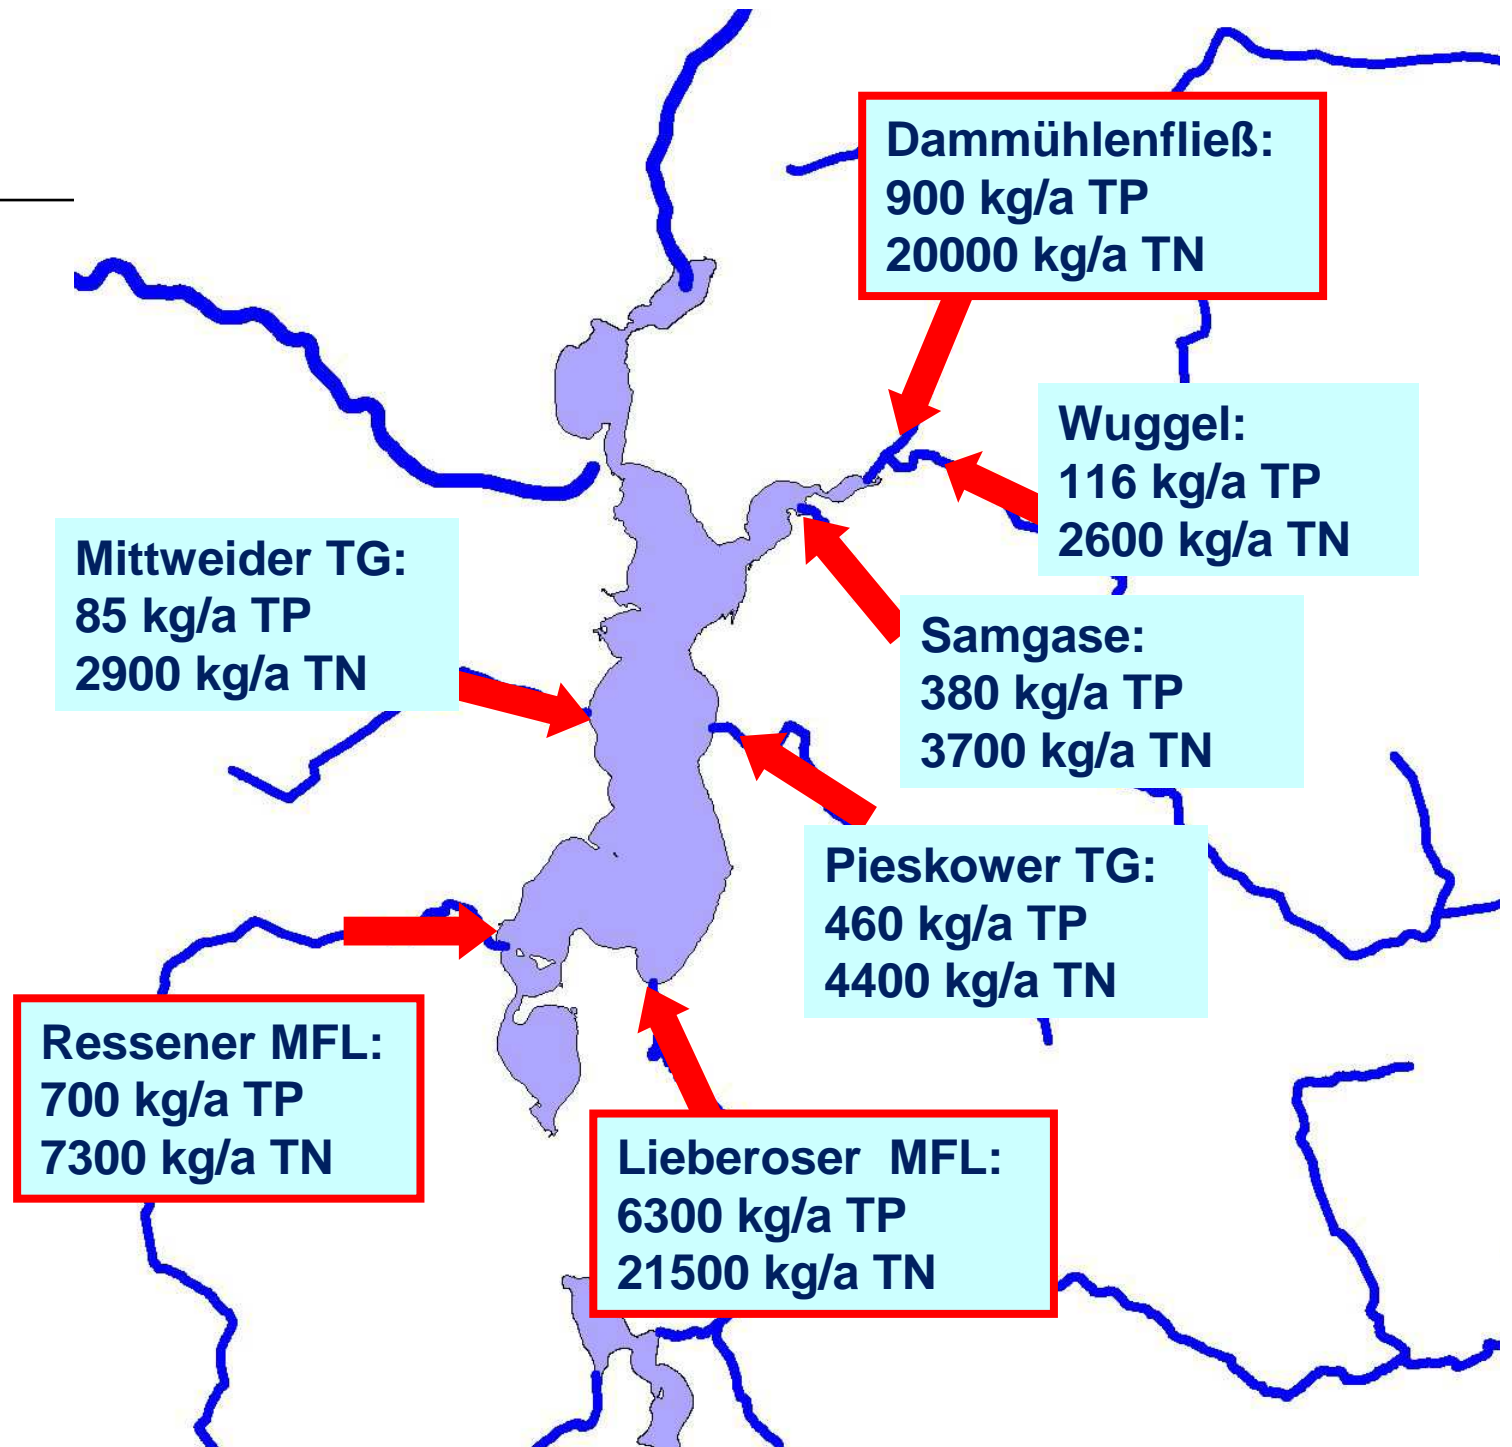 Dammühlenfließ:
900 kg/a TP
20000 kg/a TN
Wuggel:
116 kg/a TP
2600 kg/a TN
Mittweider TG:
85 kg/a TP
2900 kg/a TN
Samgase:
380 kg/a TP
3700 kg/a TN
Pieskower TG:
460 kg/a TP
4400 kg/a TN
Ressener MFL:
700 kg/a TP
7300 kg/a TN
Lieberoser MFL:
6300 kg/a TP
21500 kg/a TN